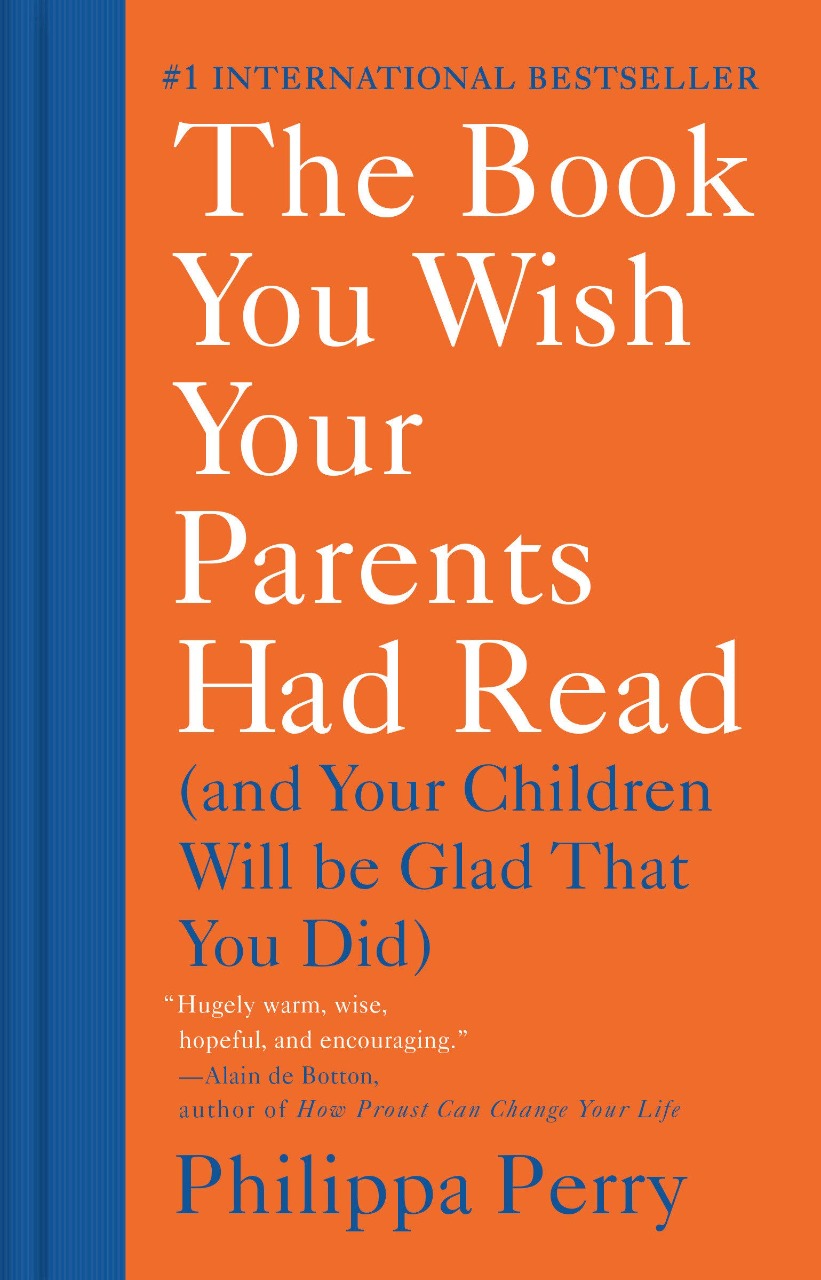 #1 INTERNATIONAL BESTSELLER
The Book
You Wish
Your
Parents
Had Read
(and Your Children
Will be Glad That
You Did)
“Hugely warm, wise,
hopeful, and encouraging.”
—Alain de Botton,
author of How Proust Can Change Your Life
Philippa Perry